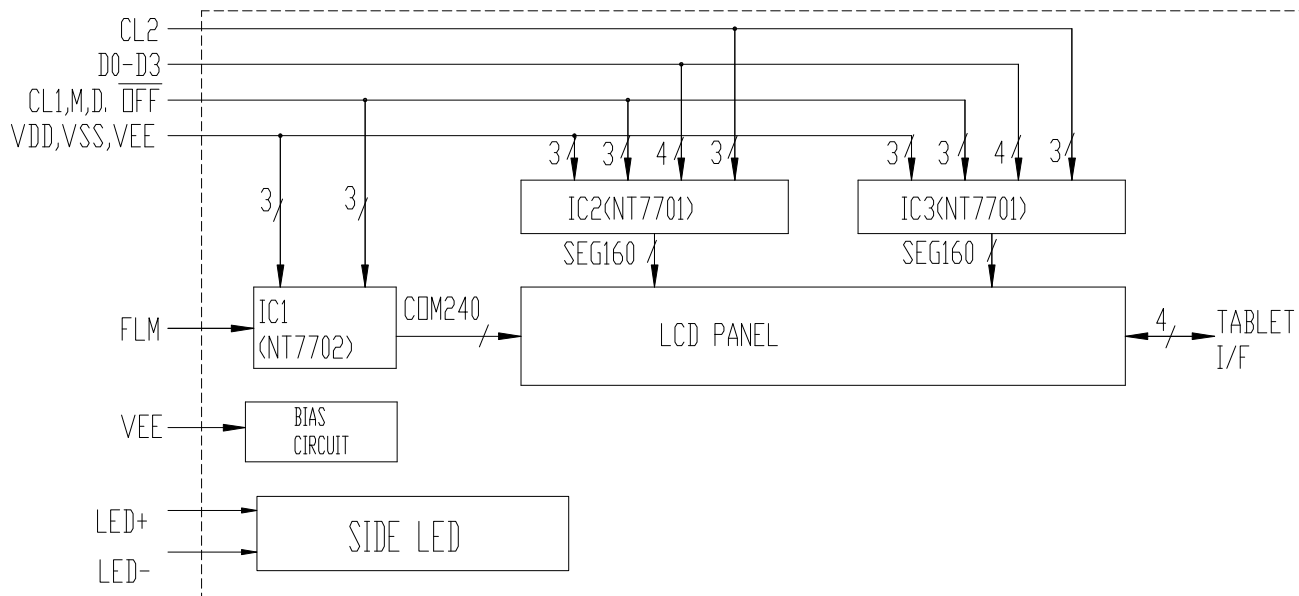 CL2
D0-D3
CL1,M,D. OFF
VDD,VSS,VEE
3
3
3
3
4
3
3
3
4
3
IC2(NT7701)
IC3(NT7701)
SEG160
SEG160
IC1
(NT7702)
COM240
FLM
LCD PANEL
4
TABLET
I/F
VEE
BIAS
CIRCUIT
LED+
LED-
SIDE LED